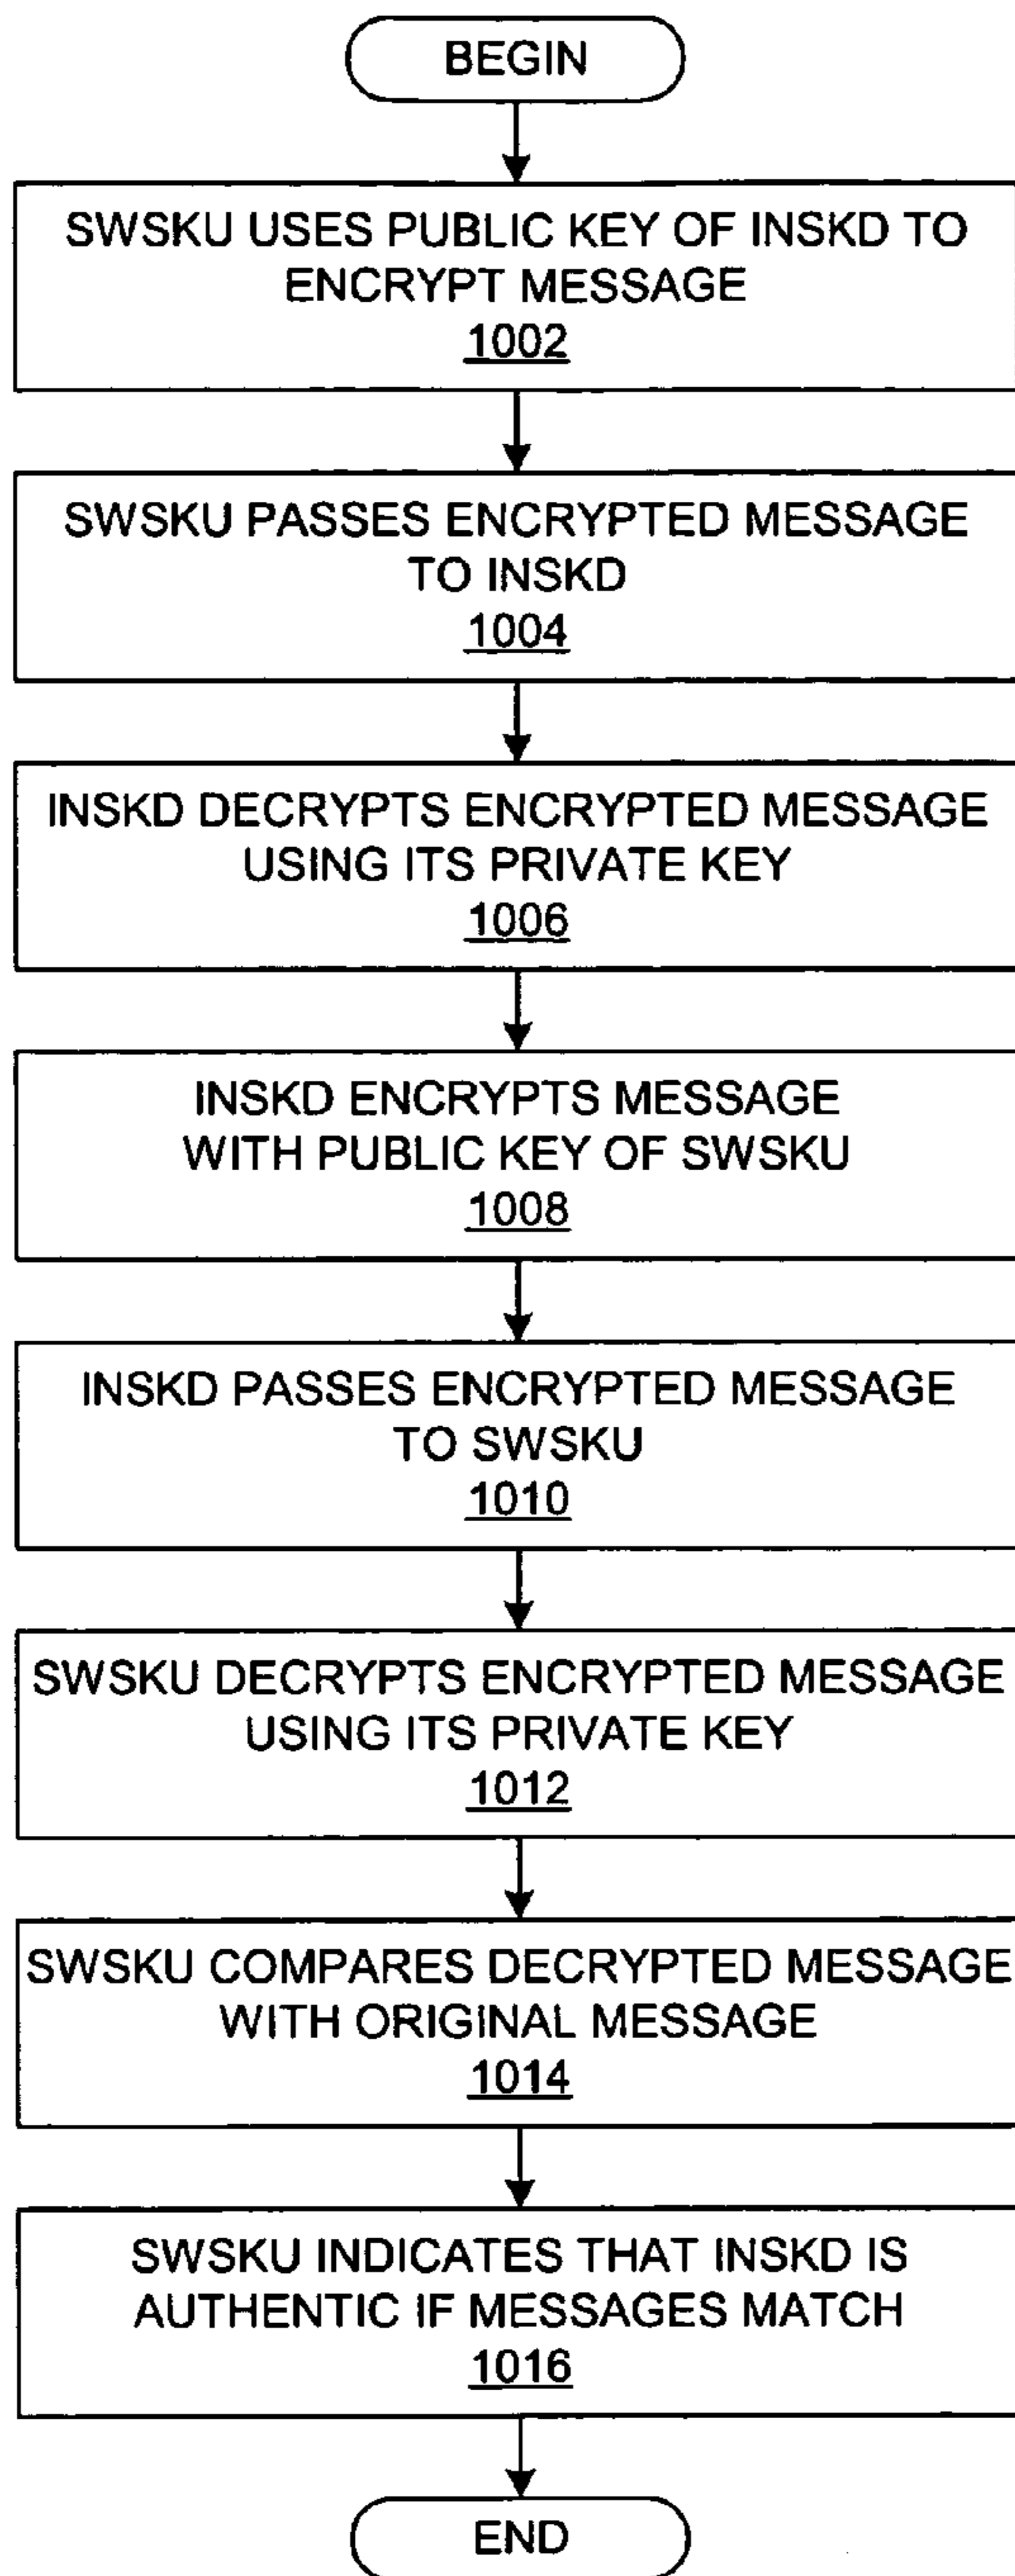 BEGIN
SWSKU USES PUBLIC KEY OF INSKD TO
ENCRYPT MESSAGE
1002
SWSKU PASSES ENCRYPTED MESSAGE
TO INSKD
1004
INSKD DECRYPTS ENCRYPTED MESSAGE
USING ITS PRIVATE KEY
1006
INSKD ENCRYPTS MESSAGE
WITH PUBLIC KEY OF SWSKU
1008
INSKD PASSES ENCRYPTED MESSAGE
TO SWSKU
1010
SWSKU DECRYPTS ENCRYPTED MESSAGE
USING ITS PRIVATE KEY
1012
SWSKU COMPARES DECRYPTED MESSAGE
WITH ORIGINAL MESSAGE
1014
SWSKU INDICATES THAT INSKD IS
AUTHENTIC IF MESSAGES MATCH
1016
END